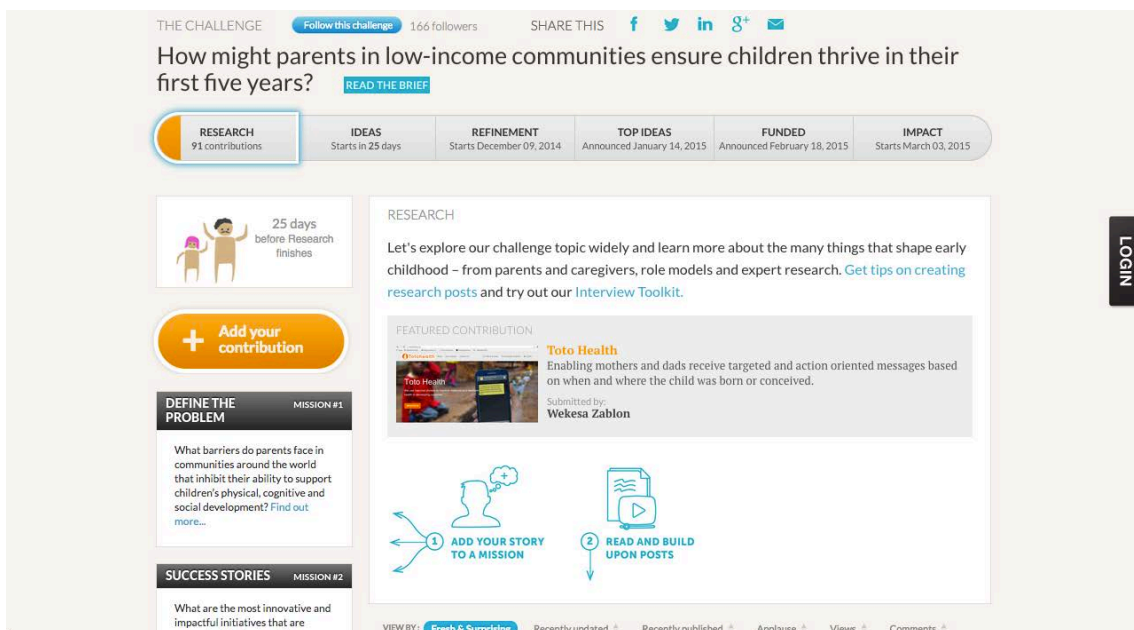 THE CHALLENGE Follow this challenge 166 followers SHARE THIS f in g+
How might parents in low-income communities ensure children thrive in their
first five years? READ THE BRIEF
RESEARCH IDEAS REFINEMENT TOP IDEAS FUNDED IMPACT
91 contributions Starts in 25 days Starts December 09, 2014 Announced January 14, 2015 Announced February 18, 2015 Starts March 03, 2015
25 days
before Research
finishes
+ Add your
contribution
DEFINE THE MISSION #1
PROBLEM
What barriers do parents face in
communities around the world
that inhibit their ability to support
children's physical, cognitive and
social development? Find out
more...
SUCCESS STORIES MISSION #2
What are the most innovative and
impactful initiatives that are
RESEARCH
Let's explore our challenge topic widely and learn more about the many things that shape early
childhood – from parents and caregivers, role models and expert research. Get tips on creating
research posts and try out our Interview Toolkit.
FEATURED CONTRIBUTION
Toto Health
Toto Health
Enabling mothers and dads receive targeted and action oriented messages based
on when and where the child was born or conceived.
Submitted by:
Wekesa Zablon
1 ADD YOUR STORY
TO A MISSION
2 READ AND BUILD
UPON POSTS
VIEW BY: Fresh & Surprising Recently updated Recently published Applause Views Comments
LOGIN